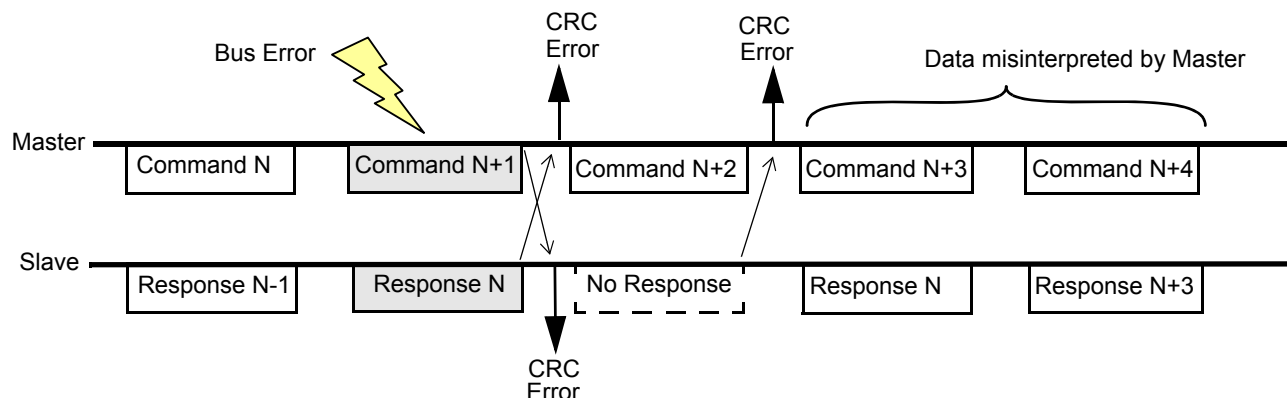 CRC
Error
CRC
Error
Bus Error
Data misinterpreted by Master
Master
Command N
Command N+1
Command N+2
Command N+3
Command N+4
Slave
Response N-1
Response N
No Response
Response N
Response N+3
CRC
Error